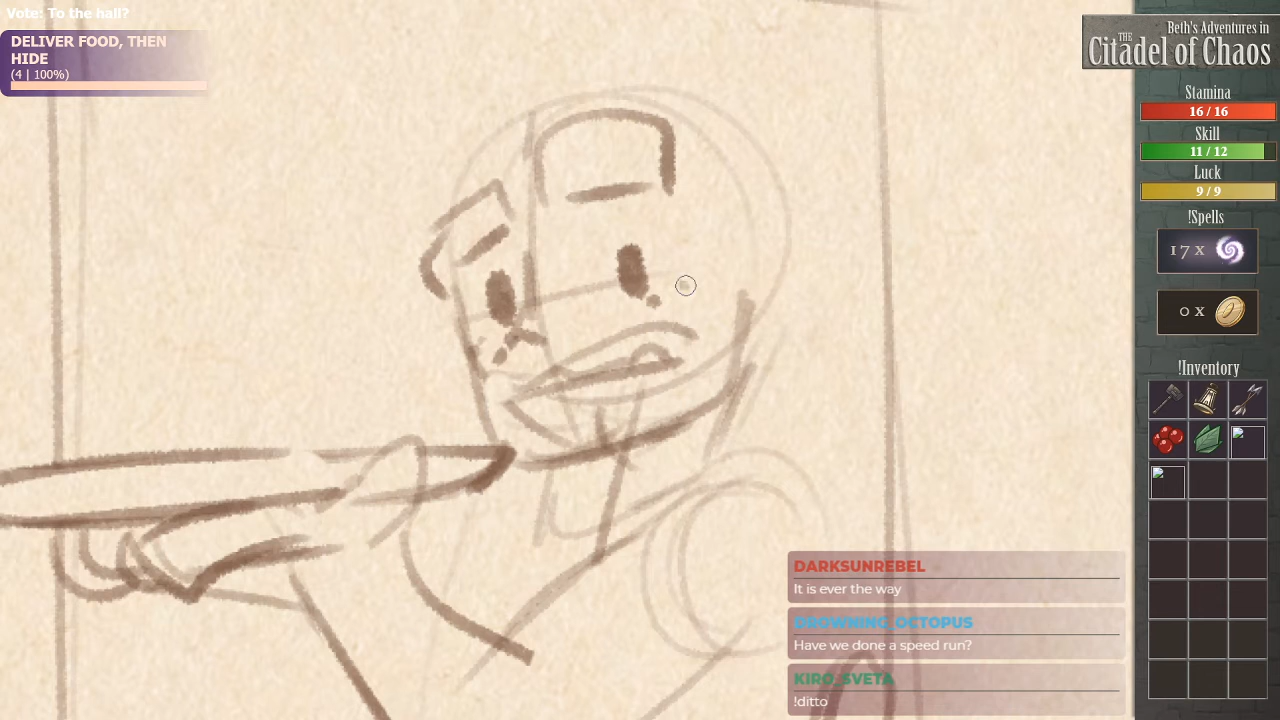 Vote: To the hall?
DELIVER FOOD, THEN
HIDE
(4 | 100%)
Beth's Adventures in
THE
Citadel of Chaos
Stamina
16 / 16
Skill
11 / 12
Luck
9 / 9
!Spells
17 x
0 x
!Inventory
DARKSUNREBEL
It is ever the way
DROWNING_OCTOPUS
Have we done a speed run?
KIRO_SVETA
!ditto